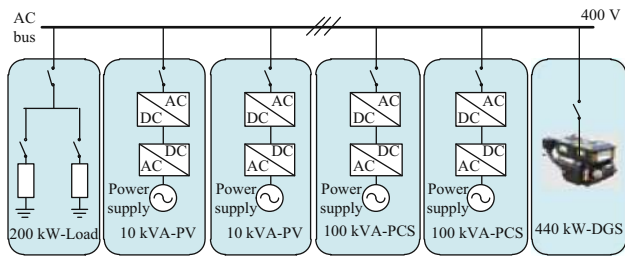 AC
bus
400 V
AC
DC
DC
AC
Power
supply
AC
DC
DC
AC
Power
supply
AC
DC
DC
AC
Power
supply
AC
DC
DC
AC
Power
supply
200 kW-Load
10 kVA-PV
10 kVA-PV
100 kVA-PCS
100 kVA-PCS
440 kW-DGS